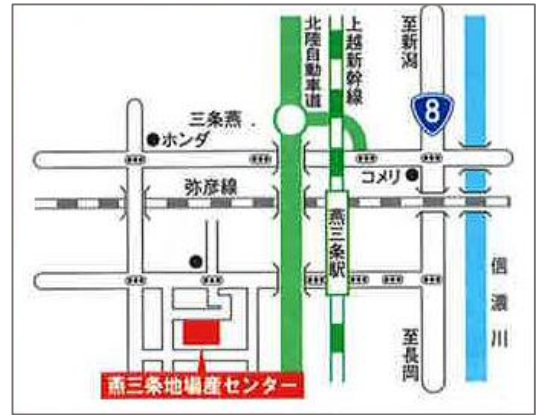 北陸自動車道
上越新幹線
至新潟
8
三条燕
ホンダ
コメリ
弥彦線
燕三条駅
信濃川
至長岡
燕三条地場産センター